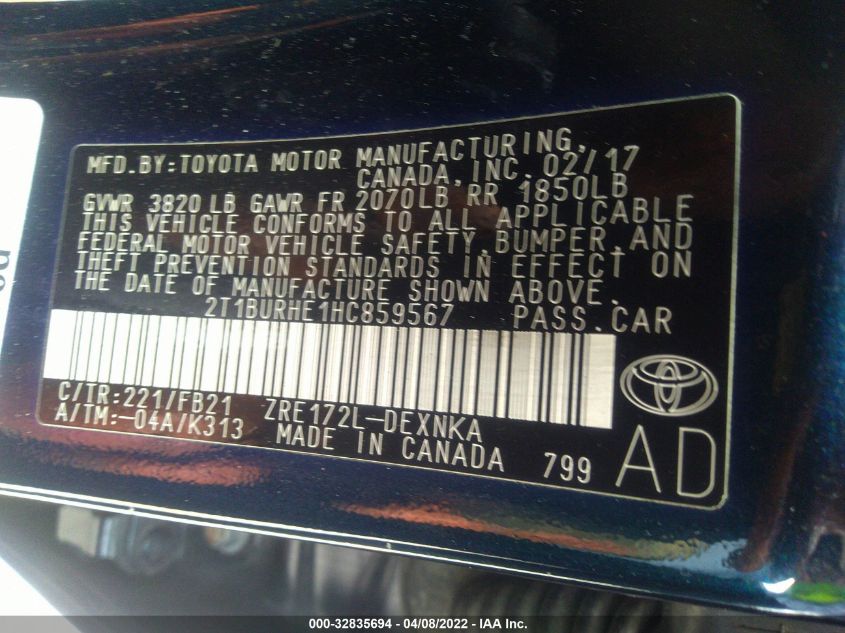 MFD.BY:TOYOTA MOTOR MANUFACTURING,
CANADA,INC. 02/17
GVWR 3820 LB GAWR FR 2070LB RR 1850LB
THIS VEHICLE CONFORMS TO ALL APPLICABLE
FEDERAL MOTOR VEHICLE SAFETY,BUMPER,AND
THEFT PREVENTION STANDARDS IN EFFECT ON
THE DATE OF MANUFACTURE SHOWN ABOVE.
2T1BURHE1HC859567 PASS.CAR
C/TR:221/FB21 ZRE172L-DEXNKA
A/TM:-04A/K313 MADE IN CANADA 799 AD
000-32835694 - 04/08/2022 - IAA Inc.